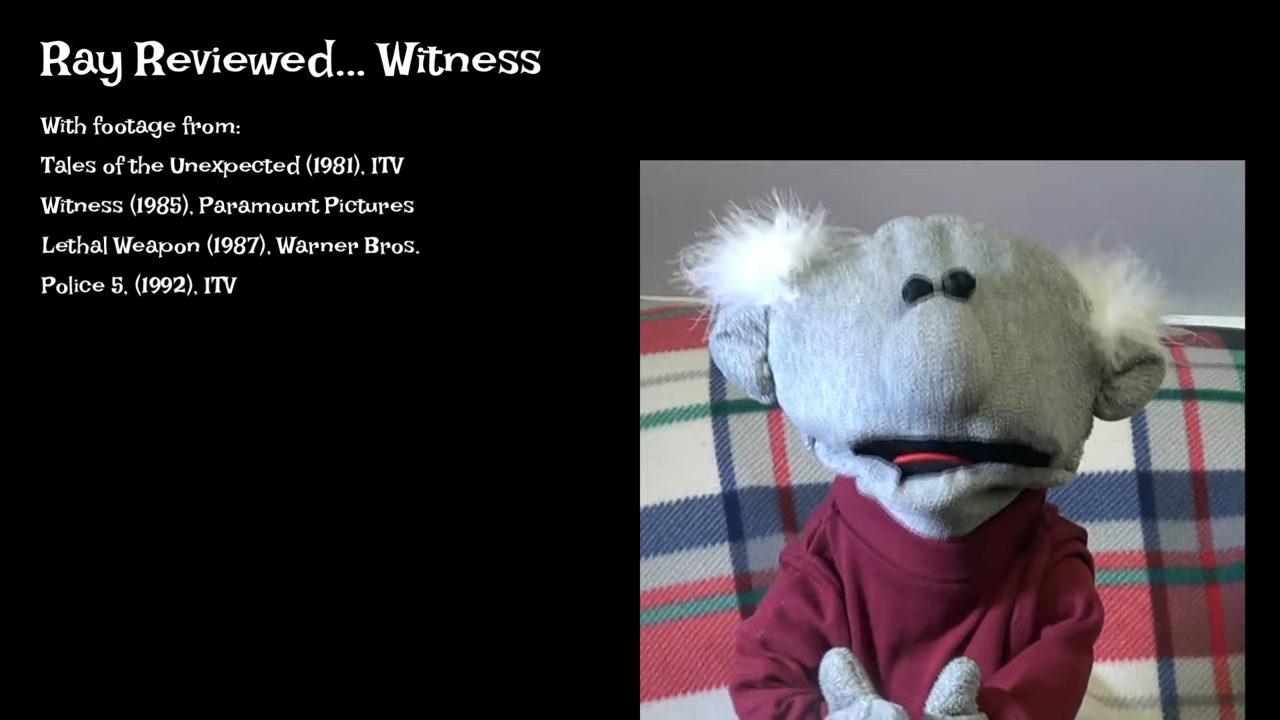 Ray Reviewed... Witness
With footage from:
Tales of the Unexpected (1981), ITV
Witness (1985), Paramount Pictures
Lethal Weapon (1987), Warner Bros.
Police 5, (1992), ITV